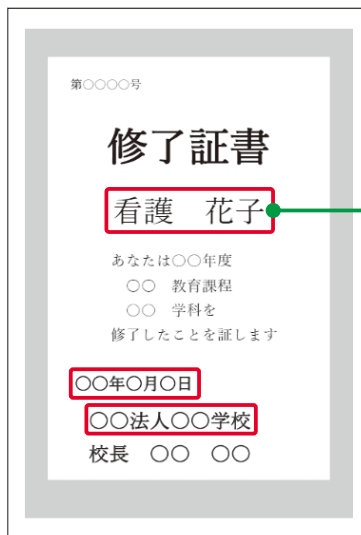 第○○○○号
修了証書
看護　花子
あなたは○○年度
○○　教育課程
○○　学科を
修了したことを証します
○○年○月○日
○○法人○○学校
校長　○○　○○